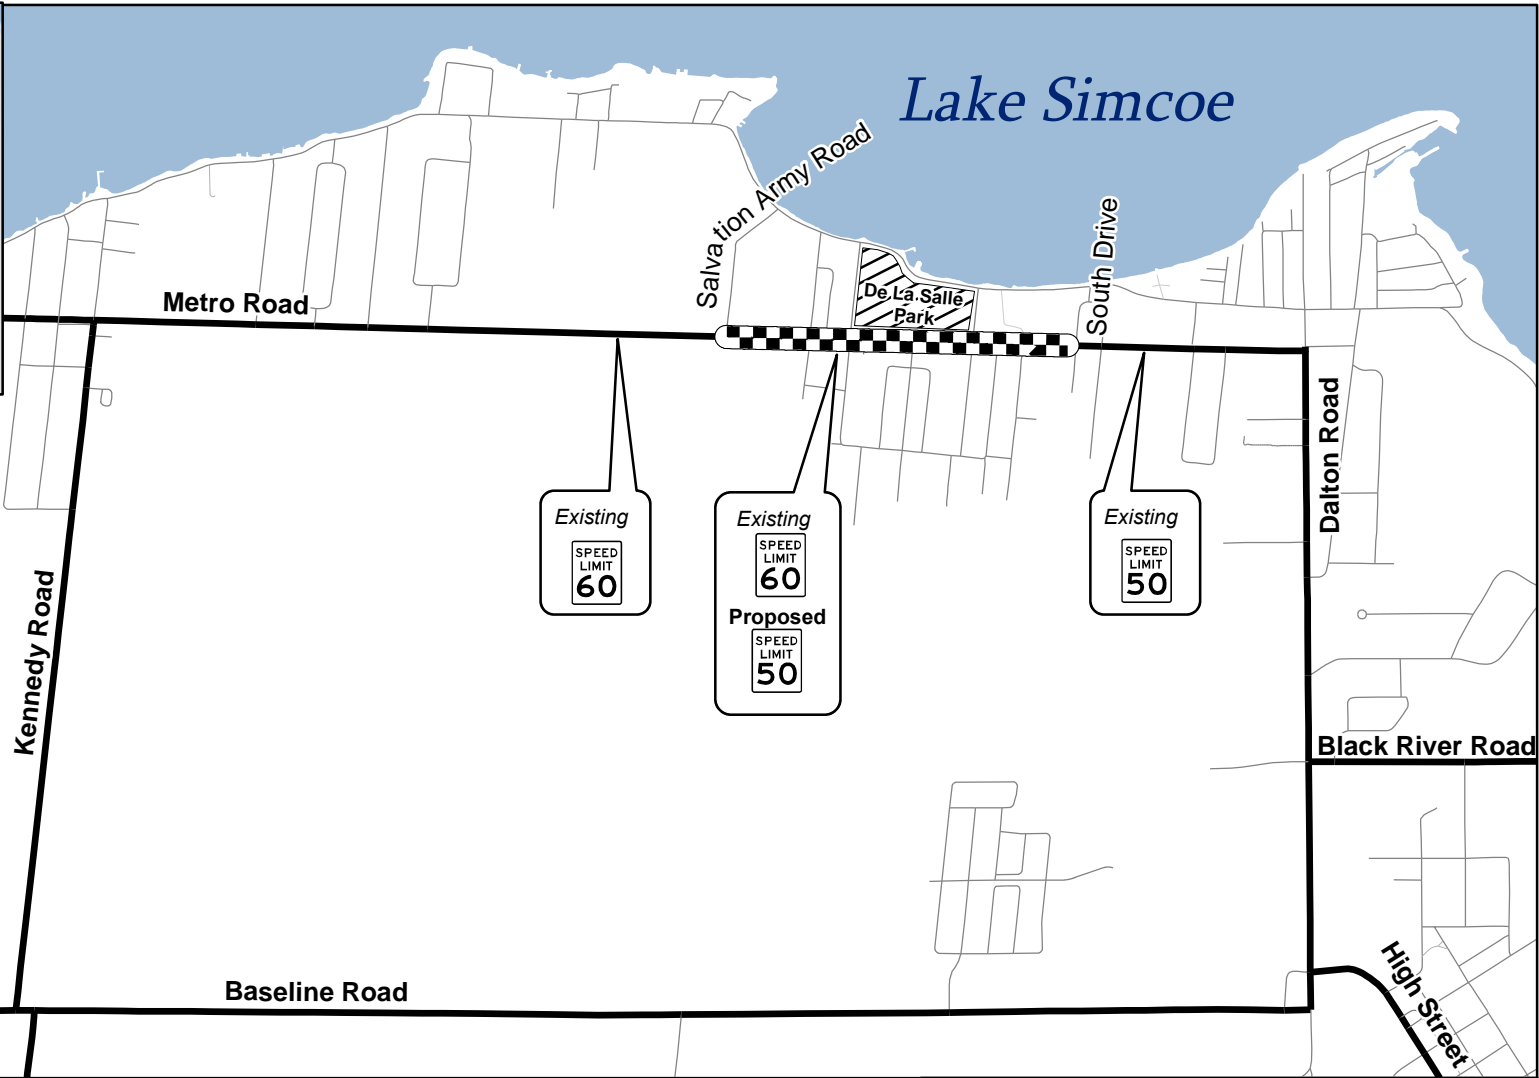 Lake Simcoe
Salvation Army Road
South Drive
De La Salle
Park
Metro Road
Dalton Road
Existing
SPEED
LIMIT
60
Existing
SPEED
LIMIT
60
Proposed
SPEED
LIMIT
50
Existing
SPEED
LIMIT
50
Kennedy Road
Black River Road
Baseline Road
High Street